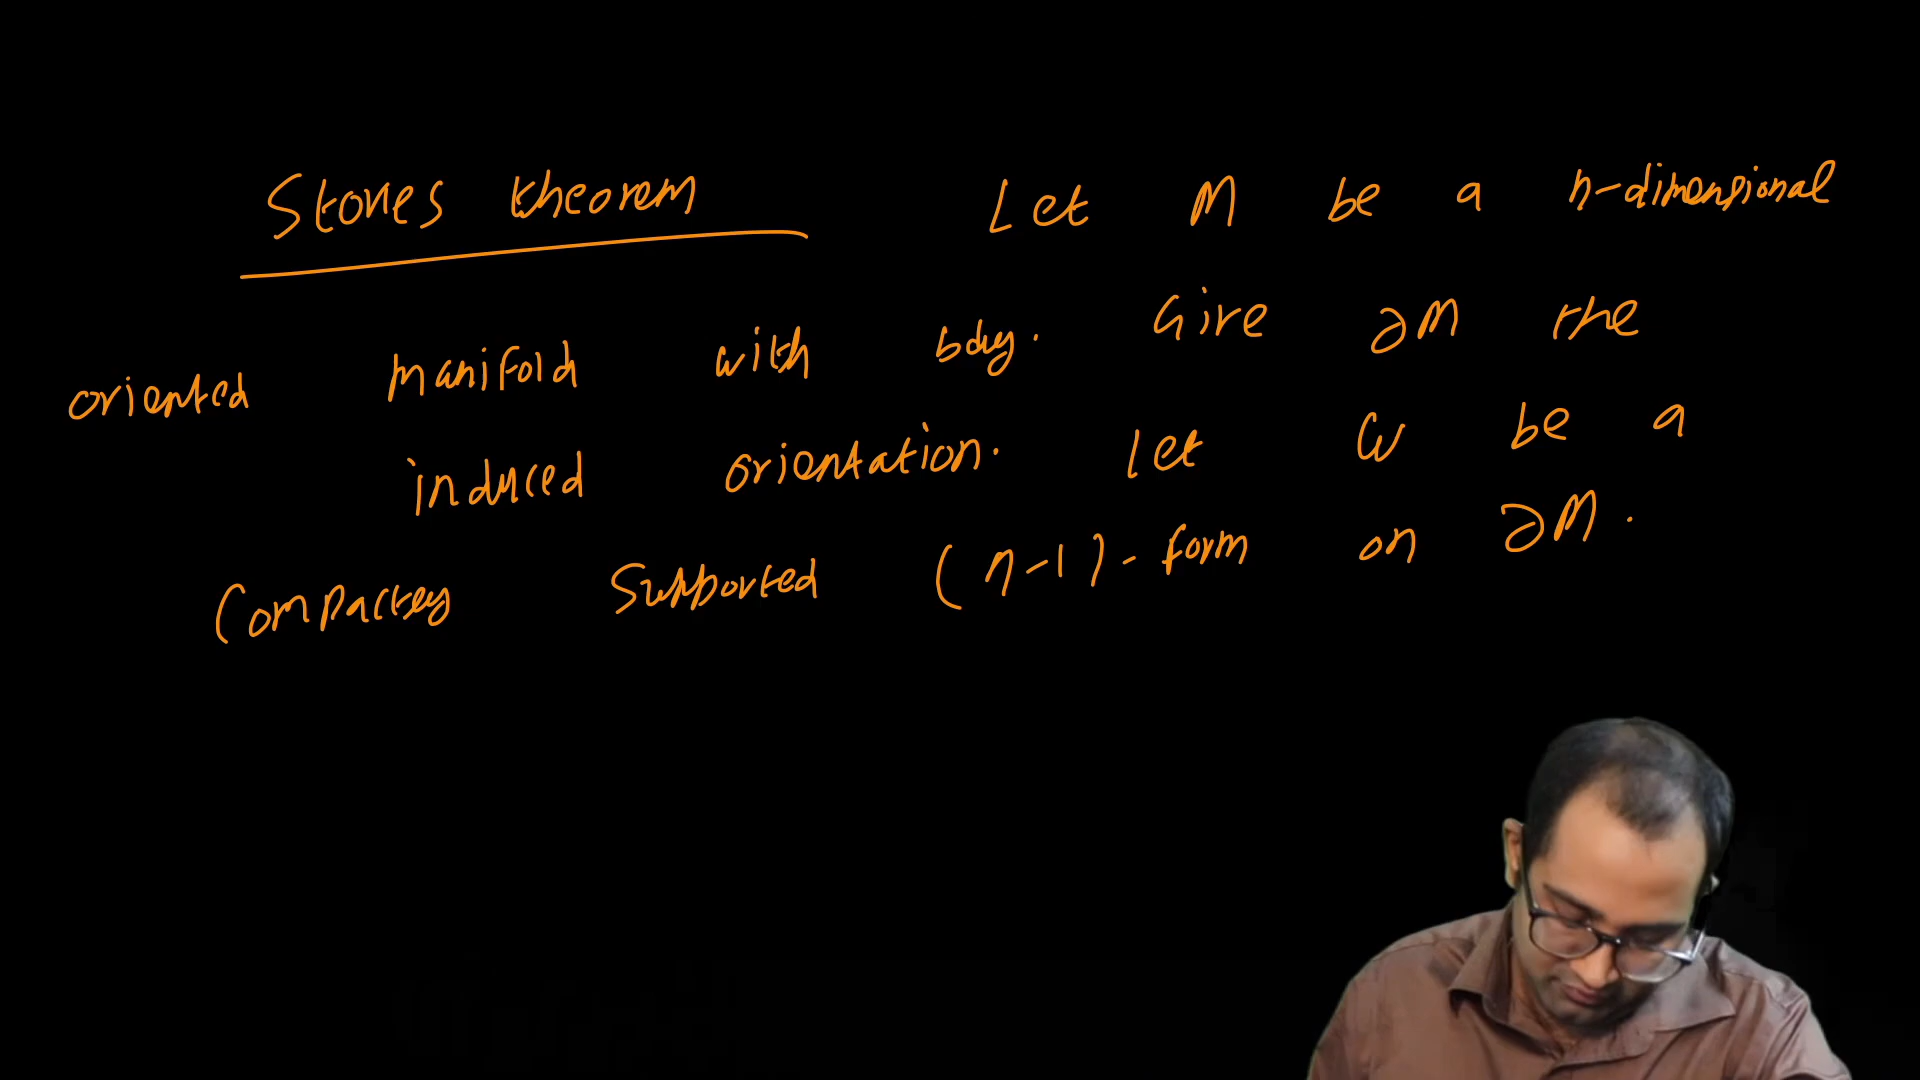 Stokes theorem Let M be a n-dimensional
oriented manifold with bdy. Give ∂M the
induced orientation. Let ω be a
compactly supported (n-1)-form on ∂M.